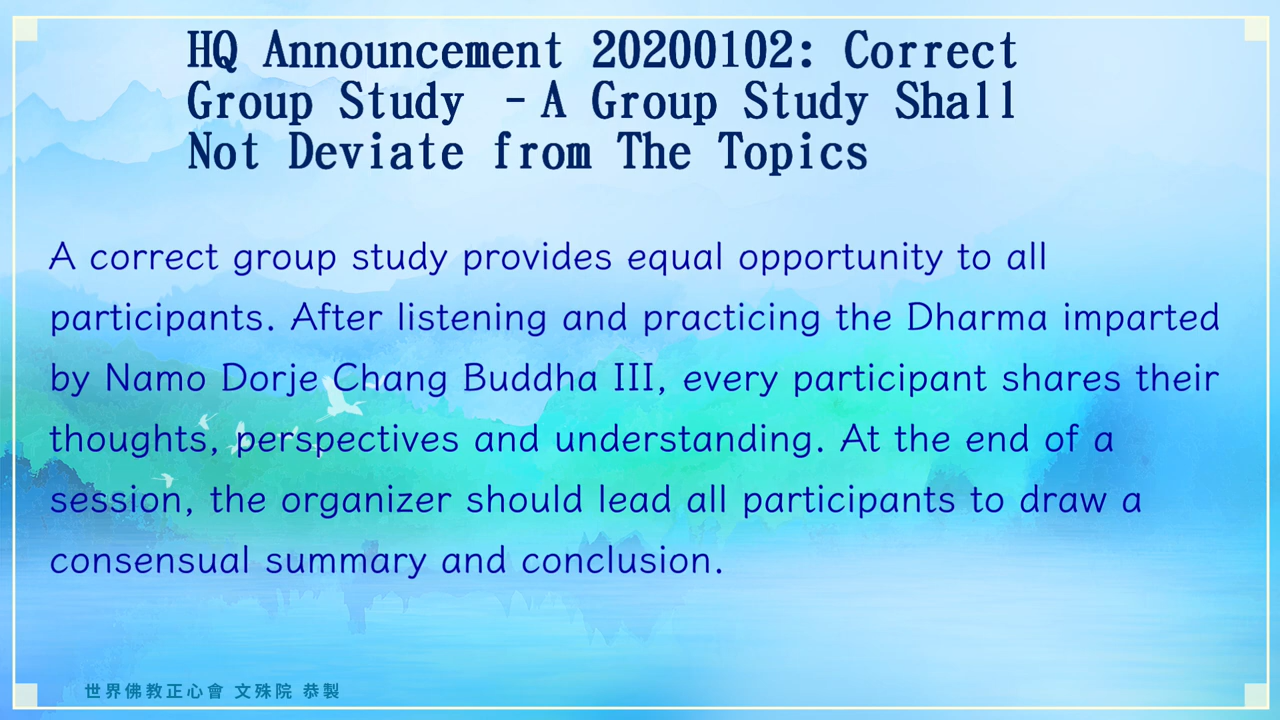 HQ Announcement 20200102: Correct
Group Study －A Group Study Shall
Not Deviate from The Topics
A correct group study provides equal opportunity to all
participants. After listening and practicing the Dharma imparted
by Namo Dorje Chang Buddha III, every participant shares their
thoughts, perspectives and understanding. At the end of a
session, the organizer should lead all participants to draw a
consensual summary and conclusion.
世界佛教正心會 文殊院 恭製